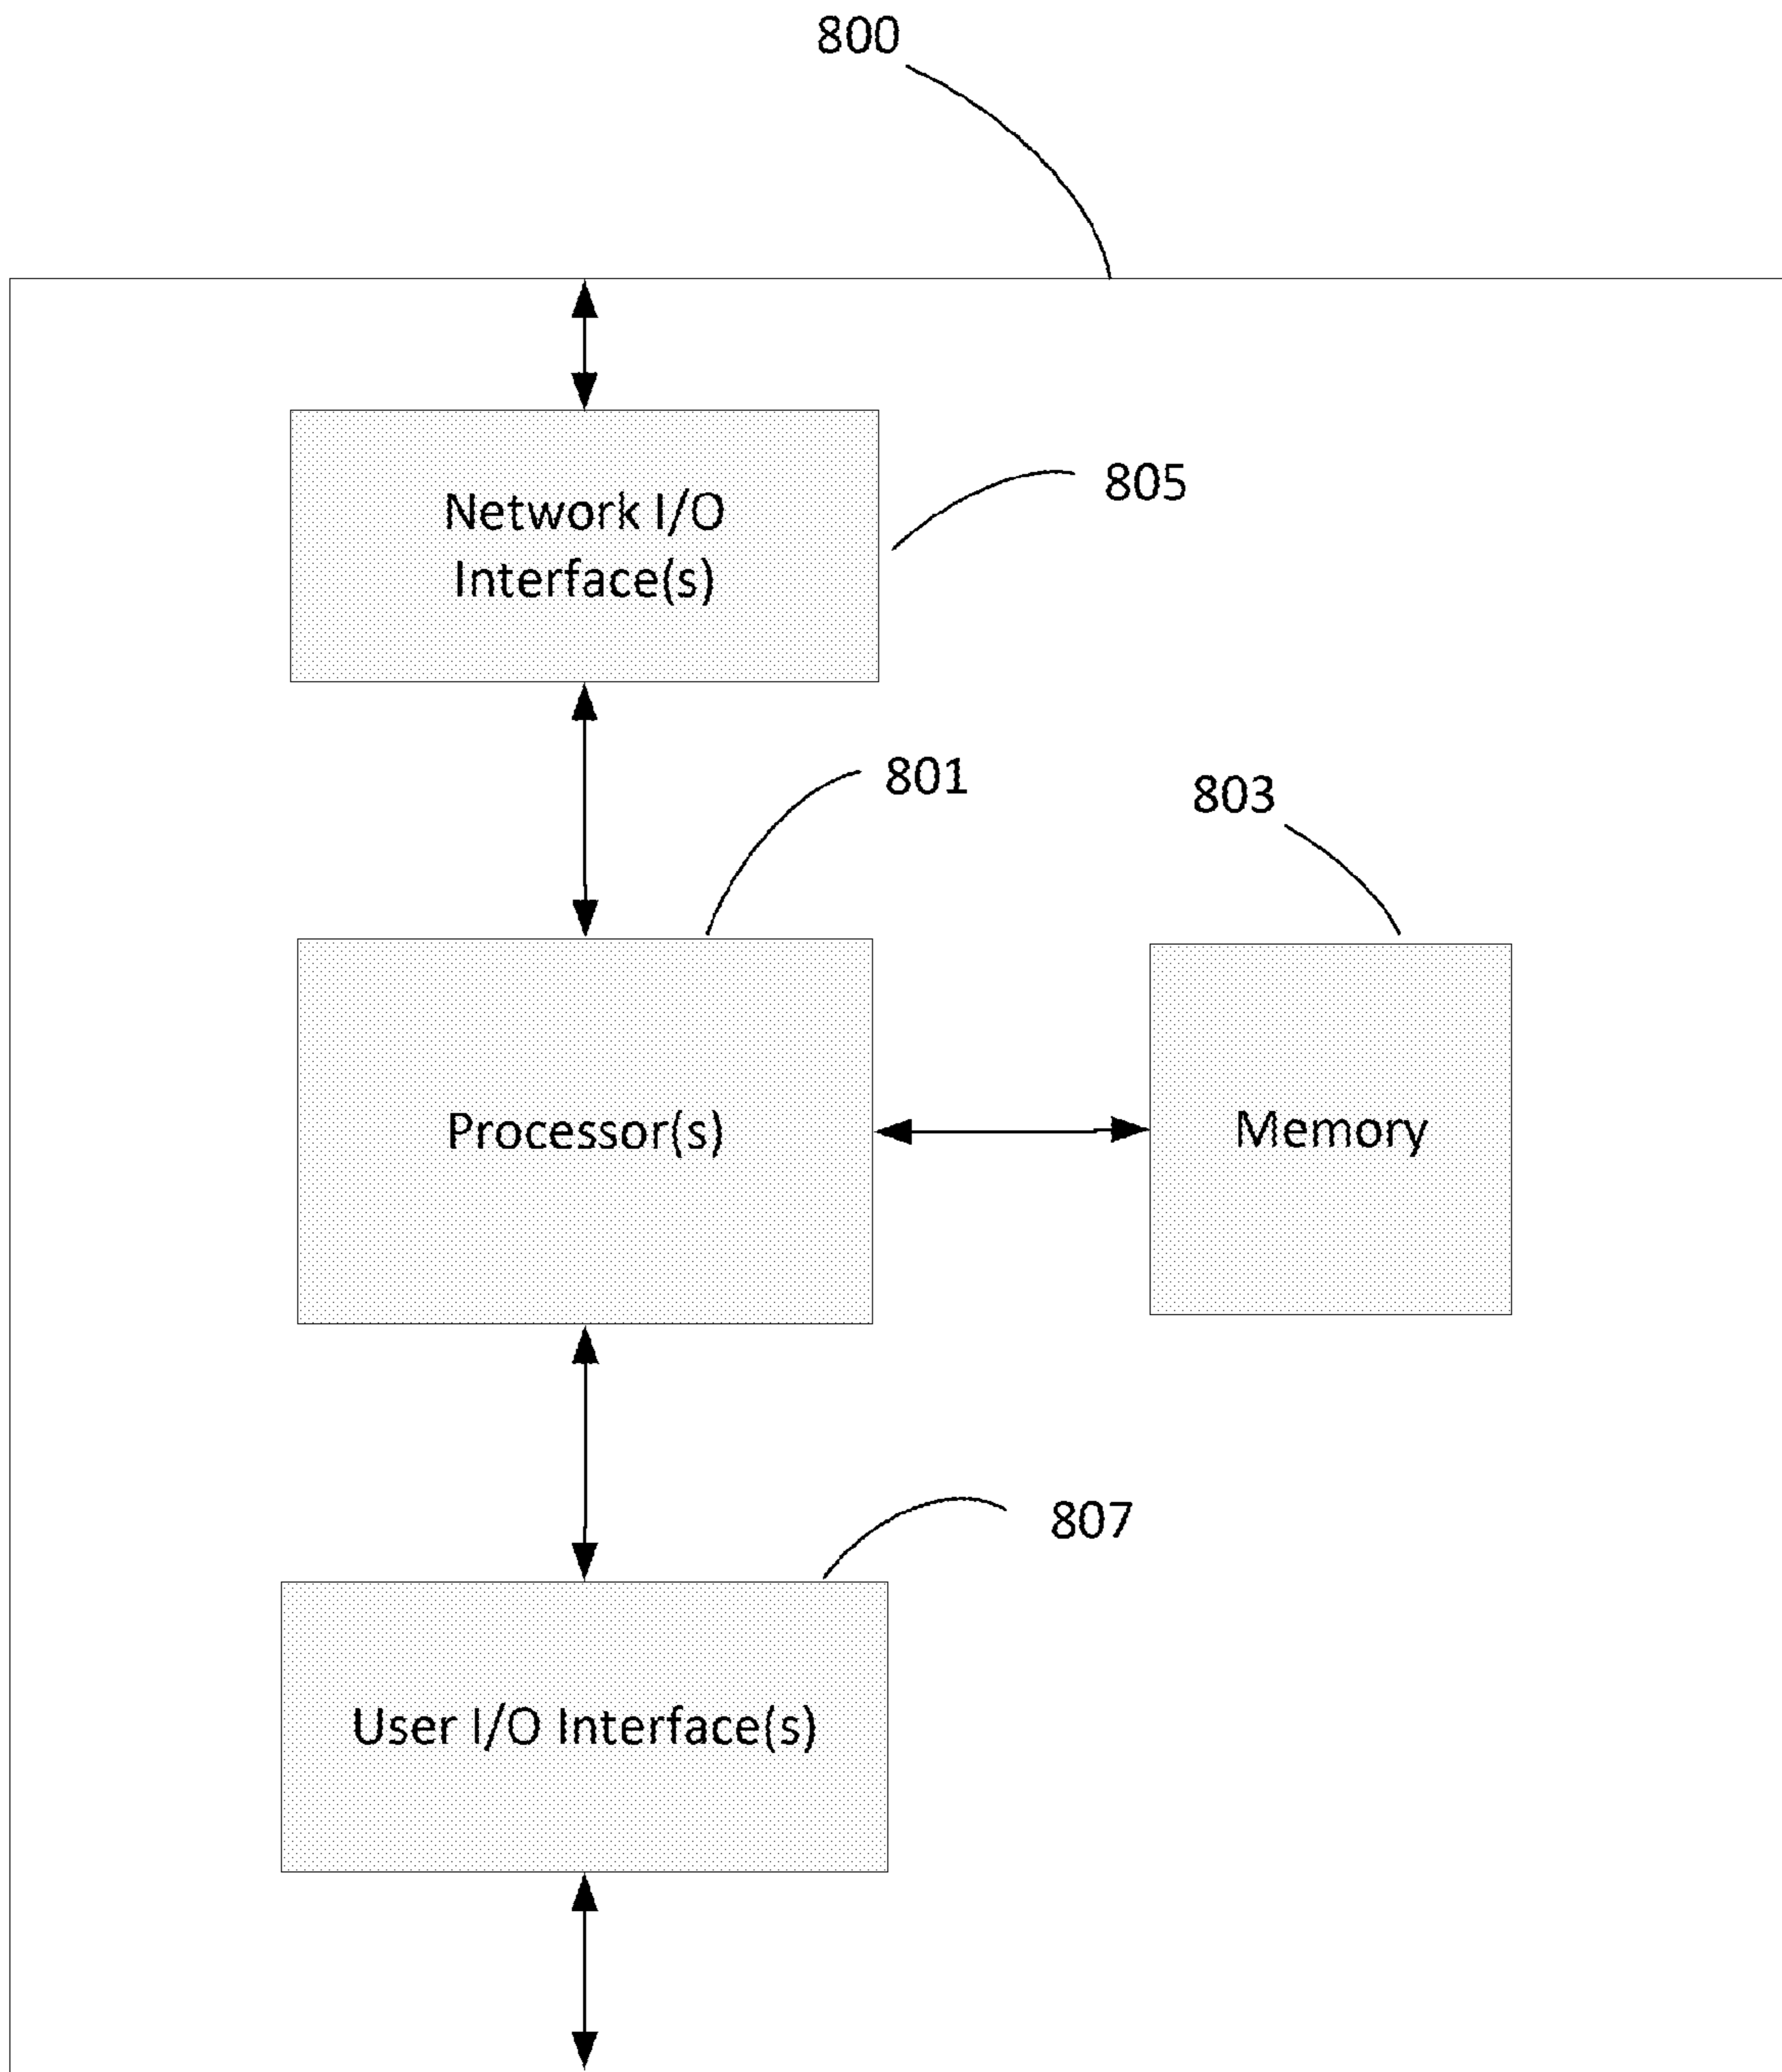 800
Network I/O
Interface(s)
805
801
803
Processor(s)
Memory
807
User I/O Interface(s)